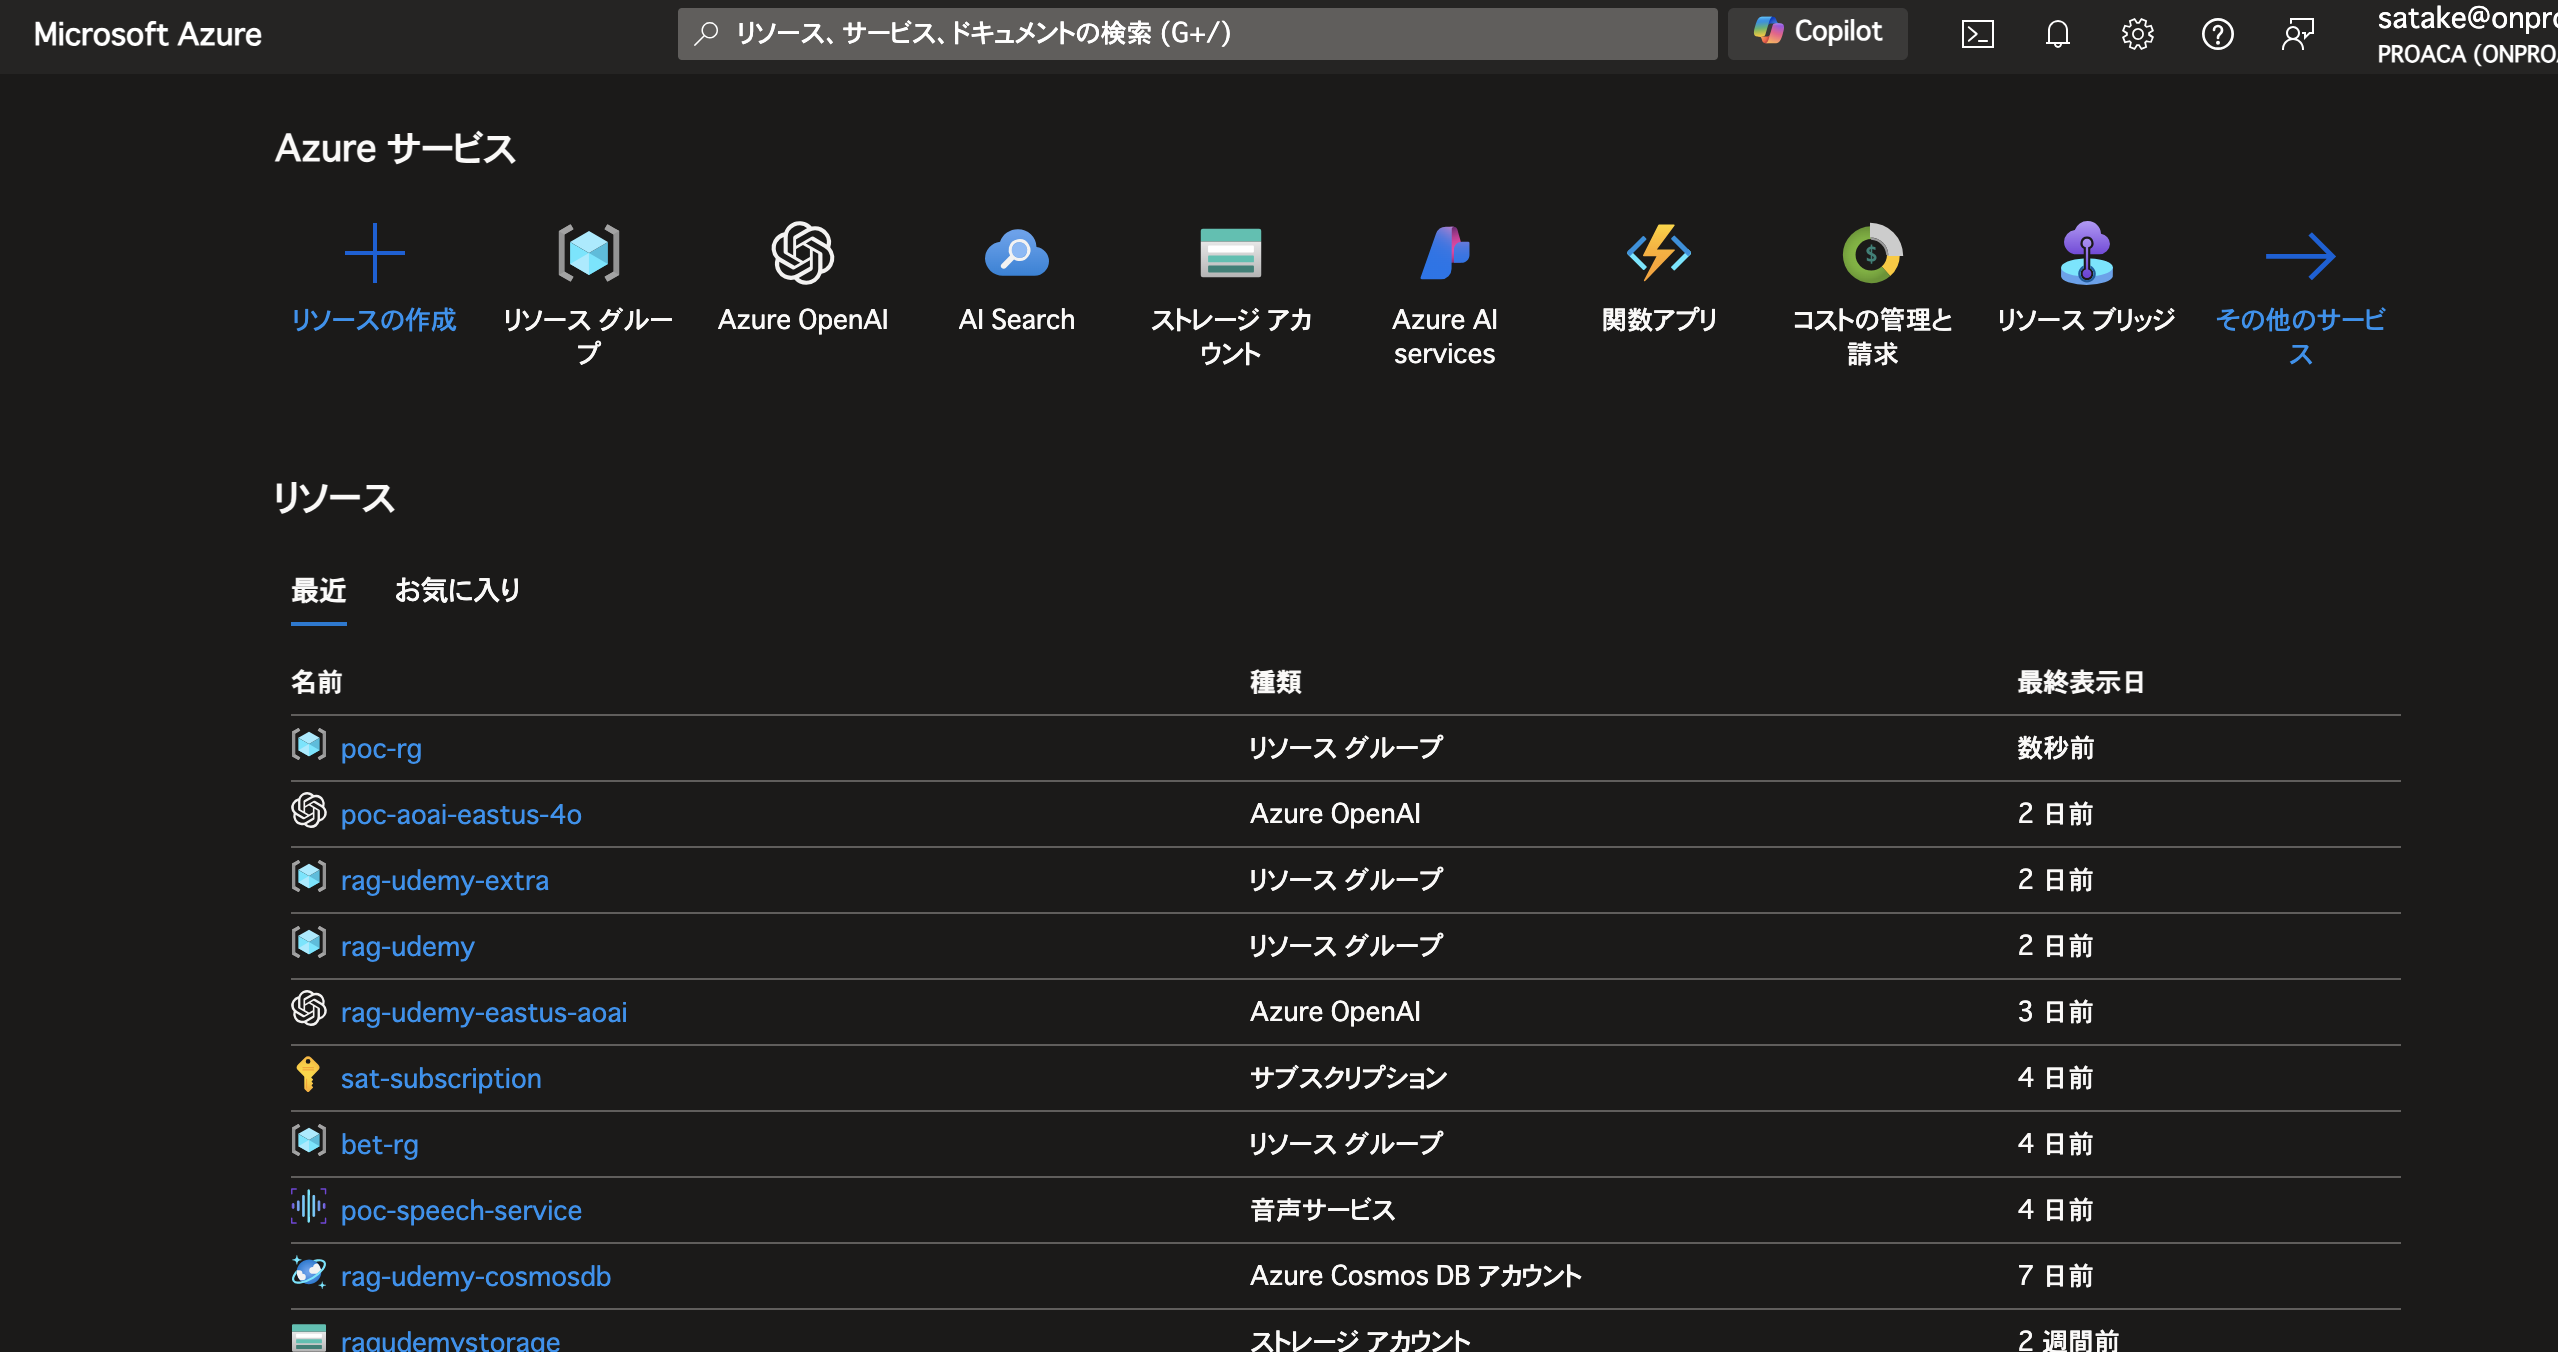 Microsoft Azure
リソース、サービス、ドキュメントの検索 (G+/)
Copilot
satake@onpro
PROACA (ONPROA
Azure サービス
リソースの作成
リソース グルー
プ
Azure OpenAI
AI Search
ストレージ アカ
ウント
Azure AI
services
関数アプリ
コストの管理と
請求
リソース ブリッジ
その他のサービ
ス
リソース
最近 お気に入り
名前 種類 最終表示日
poc-rg リソース グループ 数秒前
poc-aoai-eastus-4o Azure OpenAI 2 日前
rag-udemy-extra リソース グループ 2 日前
rag-udemy リソース グループ 2 日前
rag-udemy-eastus-aoai Azure OpenAI 3 日前
sat-subscription サブスクリプション 4 日前
bet-rg リソース グループ 4 日前
poc-speech-service 音声サービス 4 日前
rag-udemy-cosmosdb Azure Cosmos DB アカウント 7 日前
ragudemystorage ストレージ アカウント 2 週間前